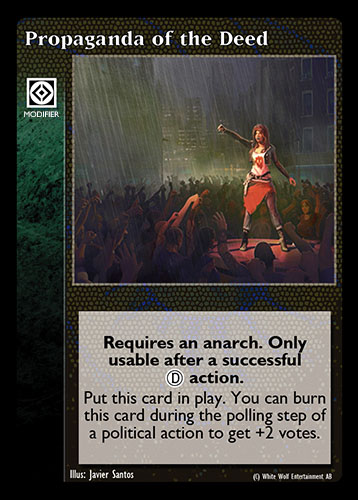 Propaganda of the Deed
MODIFIER
Requires an anarch. Only
usable after a successful
Ⓓ action.
Put this card in play. You can burn
this card during the polling step of
a political action to get +2 votes.
Illus: Javier Santos
(C) White Wolf Entertainment AB